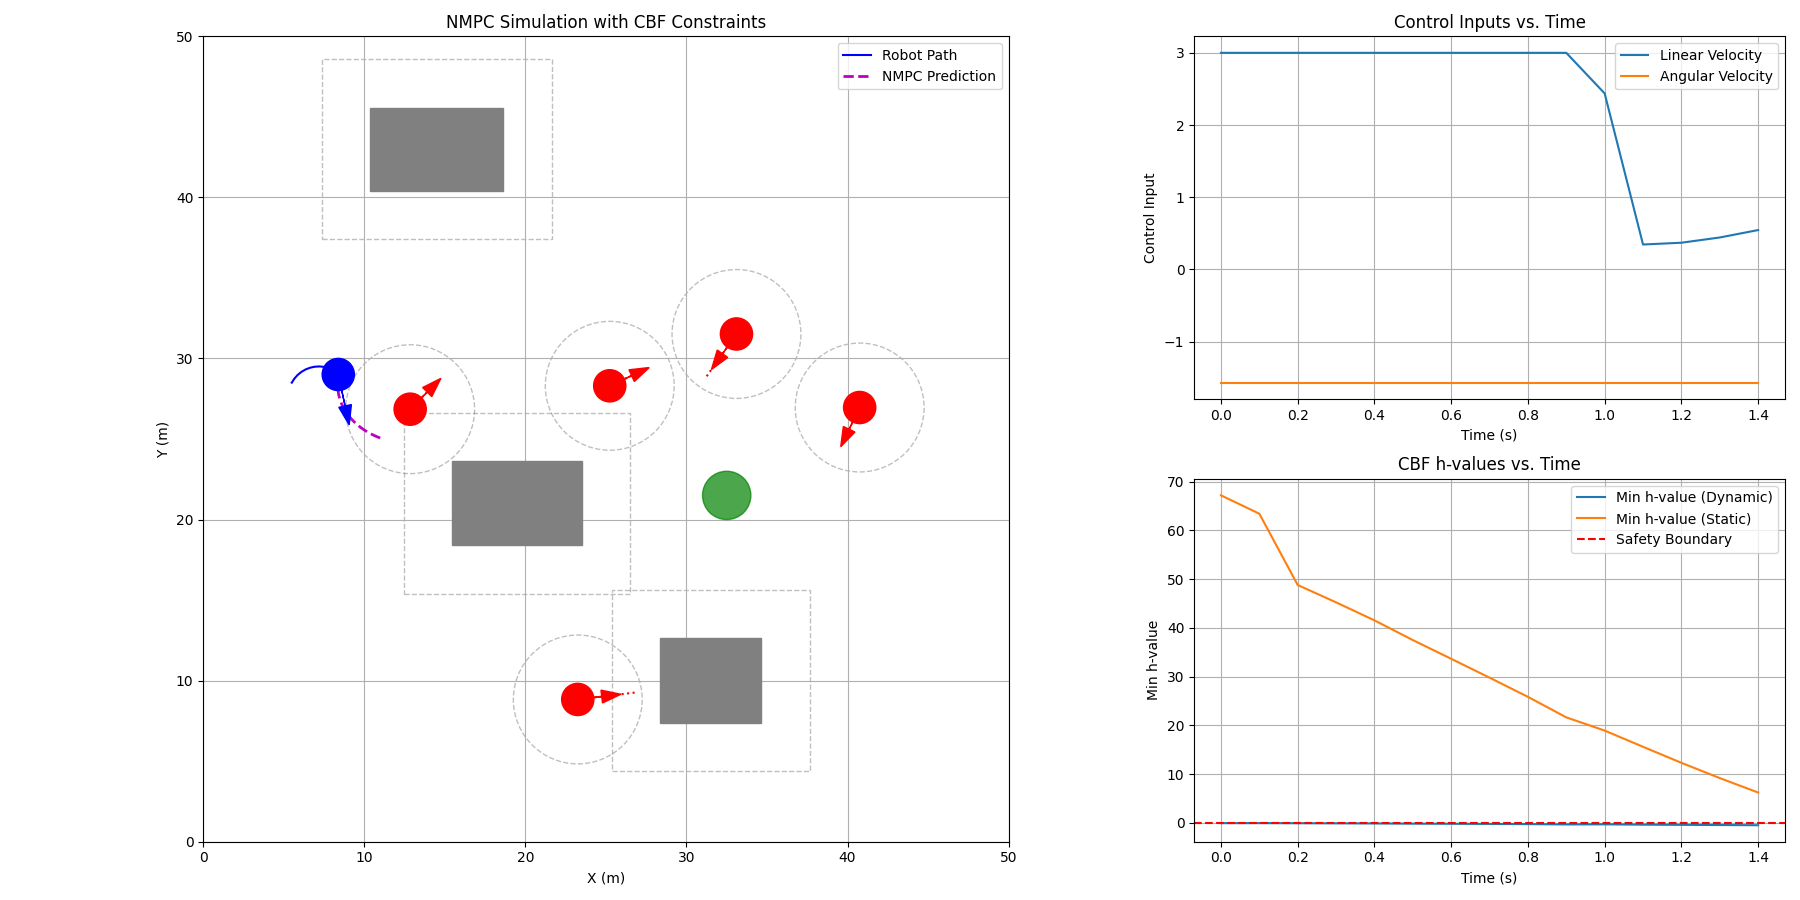 NMPC Simulation with CBF Constraints
50
40
30
20
10
0
0 10 20 30 40 50
X (m)
Y (m)
Robot Path
NMPC Prediction
Control Inputs vs. Time
3
2
1
0
−1
0.0 0.2 0.4 0.6 0.8 1.0 1.2 1.4
Time (s)
Control Input
Linear Velocity
Angular Velocity
CBF h-values vs. Time
70
60
50
40
30
20
10
0
0.0 0.2 0.4 0.6 0.8 1.0 1.2 1.4
Time (s)
Min h-value
Min h-value (Dynamic)
Min h-value (Static)
Safety Boundary